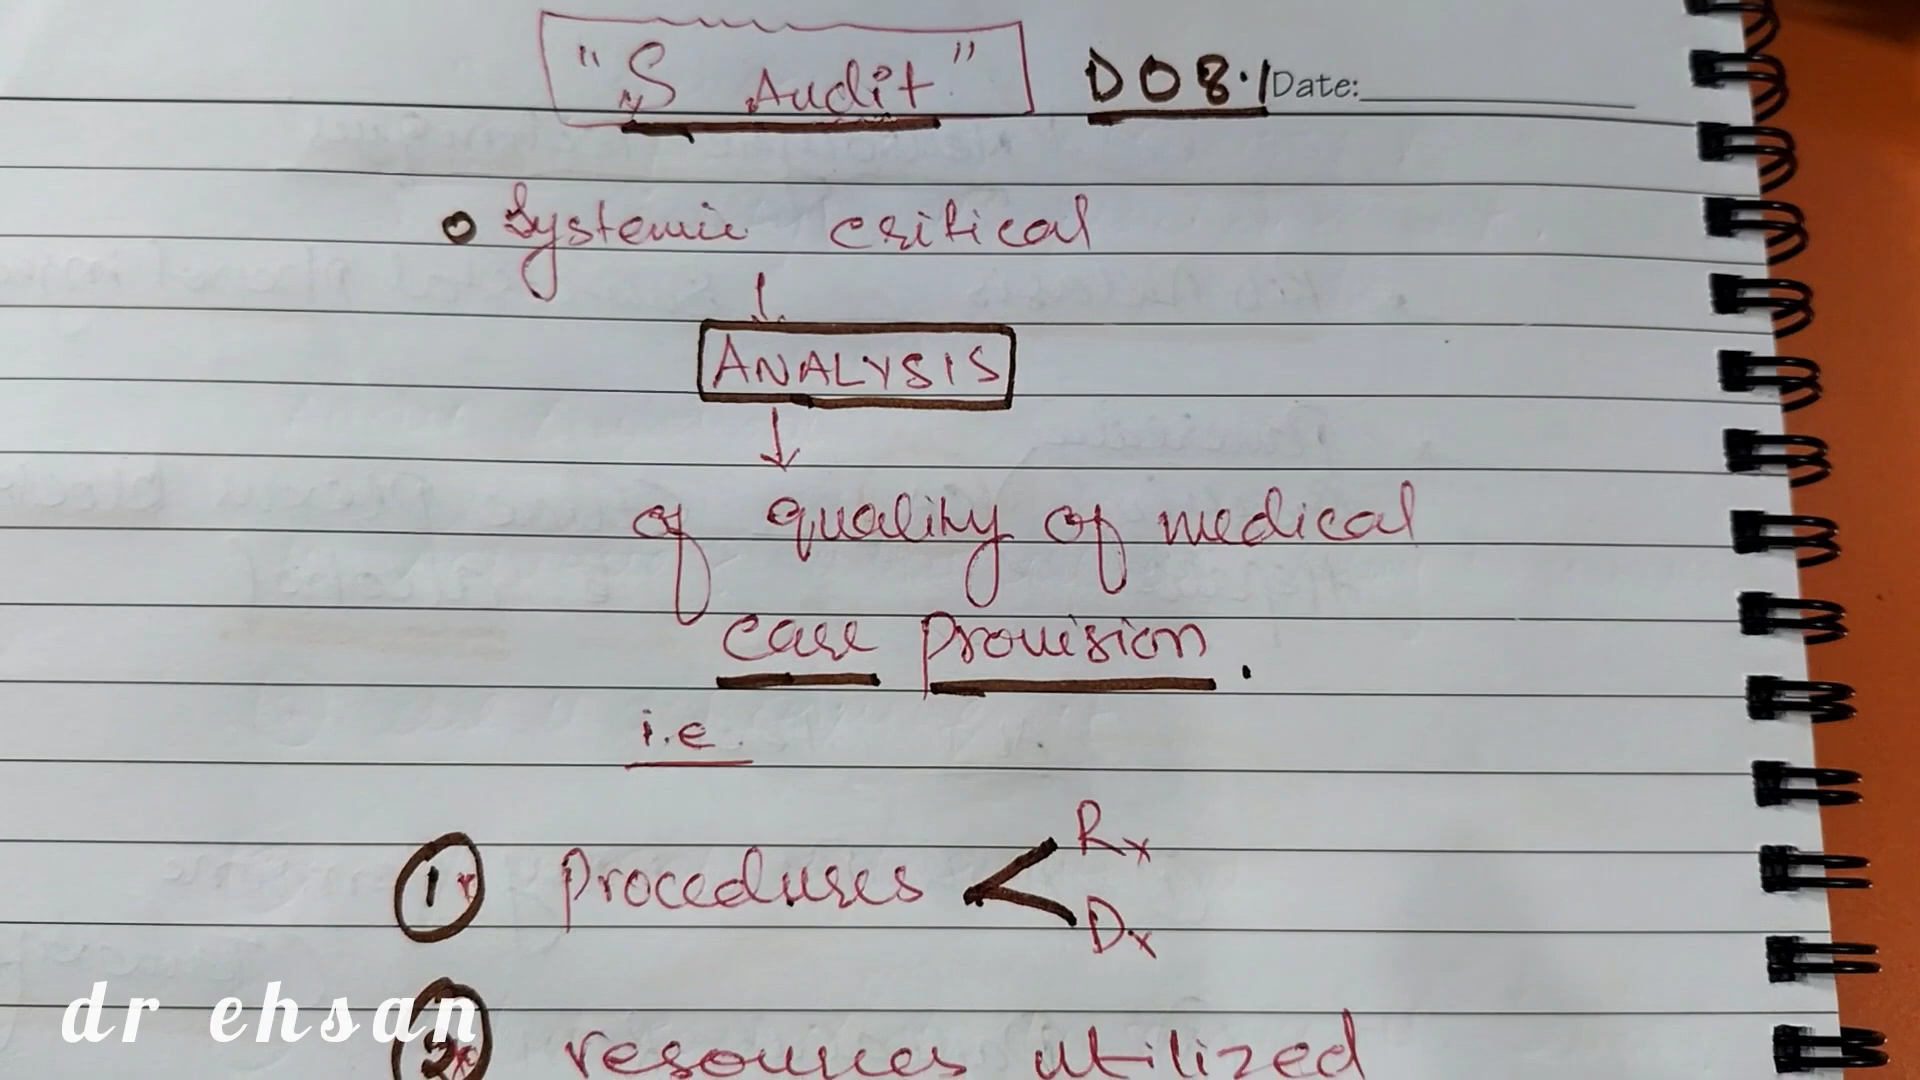 "S Audit" D08.1 Date:
Systemic critical
↓
ANALYSIS
↓
of quality of medical
care provision.
i.e
1 Procedures < Rx
Dx
2 resources utilized
dr ehsan